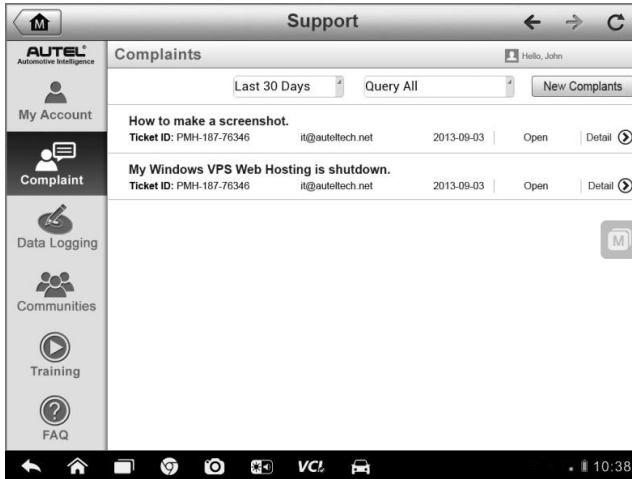 M
Support
AUTEL®
Automotive Intelligence
Complaints
Hello, John
Last 30 Days
Query All
New Complants
My Account
How to make a screenshot.
Ticket ID: PMH-187-76346 it@auteltech.net 2013-09-03 Open Detail
Complaint
My Windows VPS Web Hosting is shutdown.
Ticket ID: PMH-187-76346 it@auteltech.net 2013-09-03 Open Detail
Data Logging
M
Communities
Training
?
FAQ
VCI
10:38